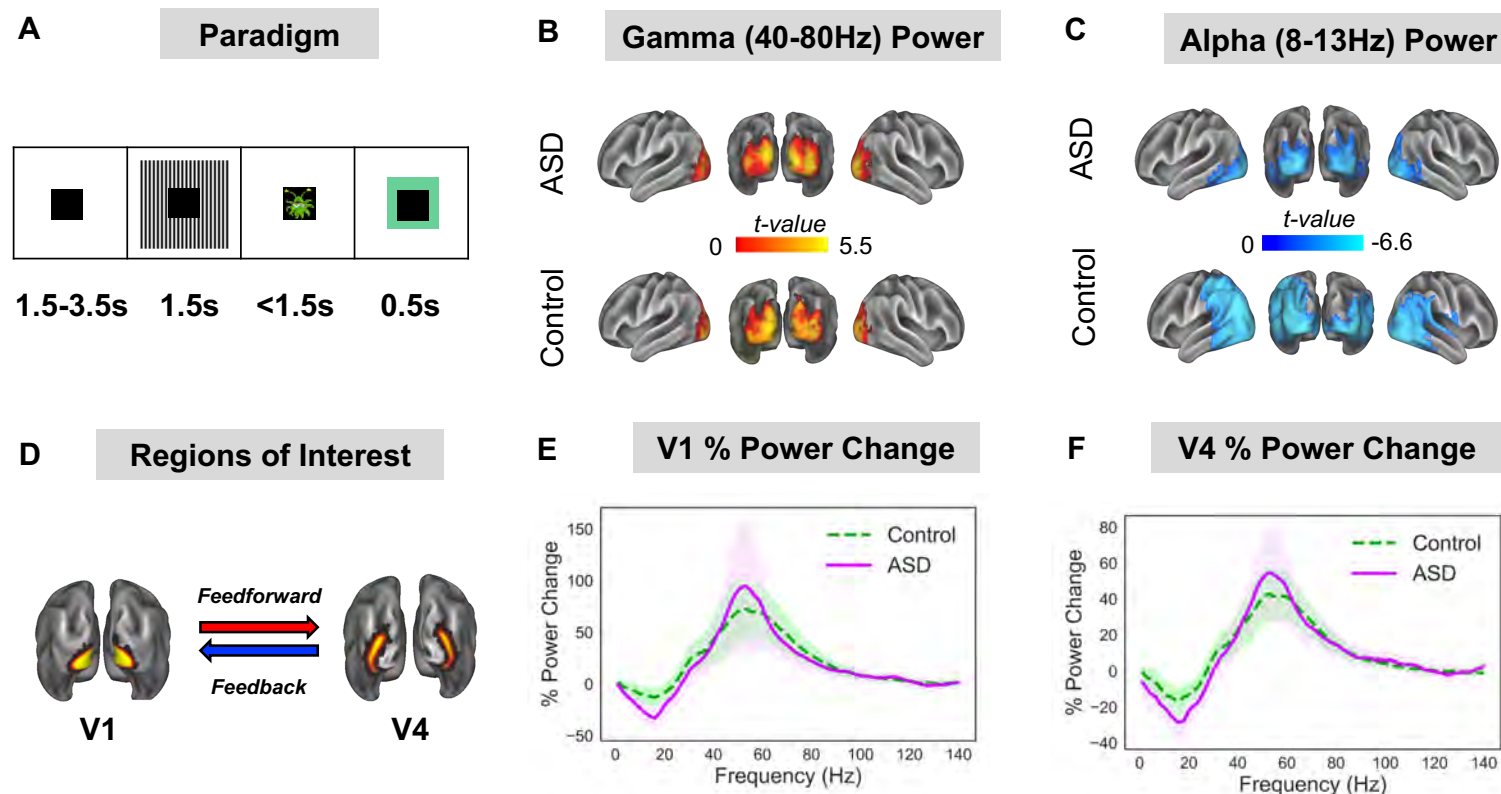 A
Paradigm
1.5-3.5s
1.5s
<1.5s
0.5s
B
Gamma (40-80Hz) Power
ASD
t-value
0
5.5
Control
C
Alpha (8-13Hz) Power
ASD
t-value
0
-6.6
Control
D
Regions of Interest
Feedforward
Feedback
V1
V4
E
V1 % Power Change
% Power Change
150
100
50
0
−50
Control
ASD
0
20
40
60
80
100
120
140
Frequency (Hz)
F
V4 % Power Change
% Power Change
80
60
40
20
0
−20
−40
Control
ASD
0
20
40
60
80
100
120
140
Frequency (Hz)